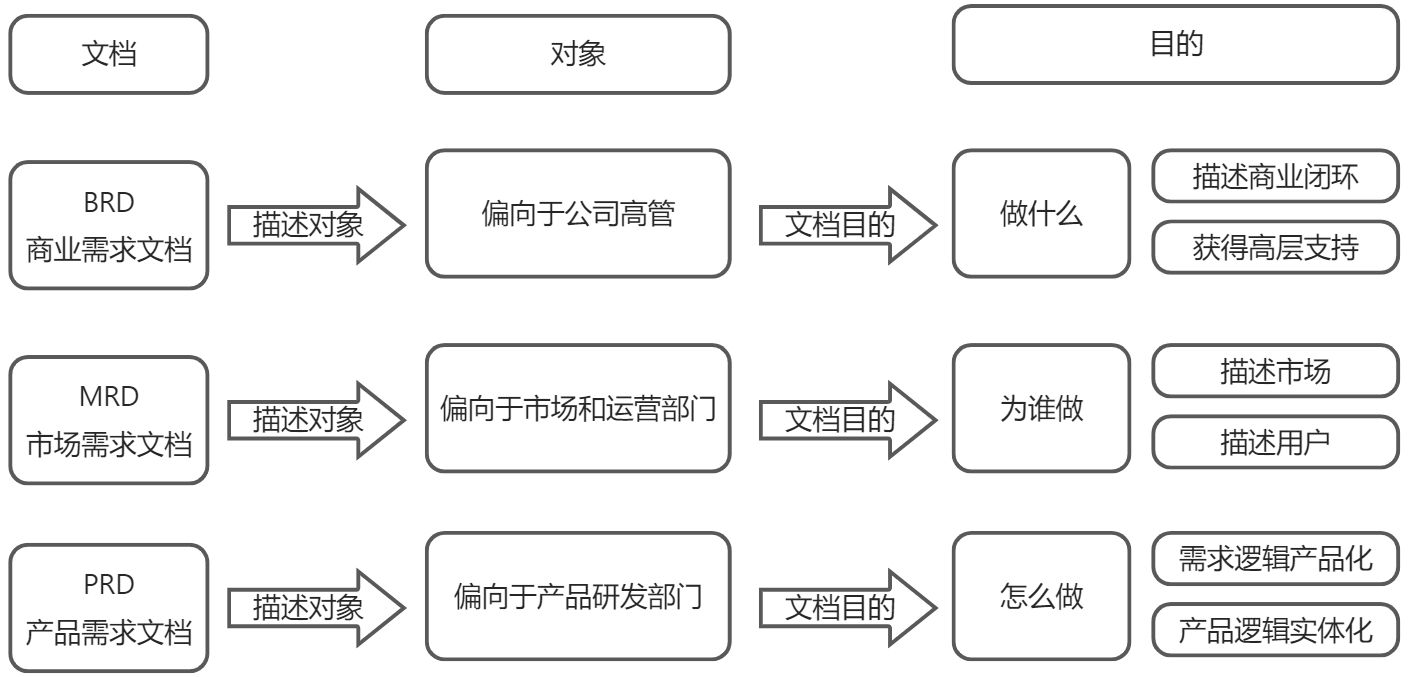 文档
对象
目的
BRD
商业需求文档
描述对象
偏向于公司高管
文档目的
做什么
描述商业闭环
获得高层支持
MRD
市场需求文档
描述对象
偏向于市场和运营部门
文档目的
为谁做
描述市场
描述用户
PRD
产品需求文档
描述对象
偏向于产品研发部门
文档目的
怎么做
需求逻辑产品化
产品逻辑实体化